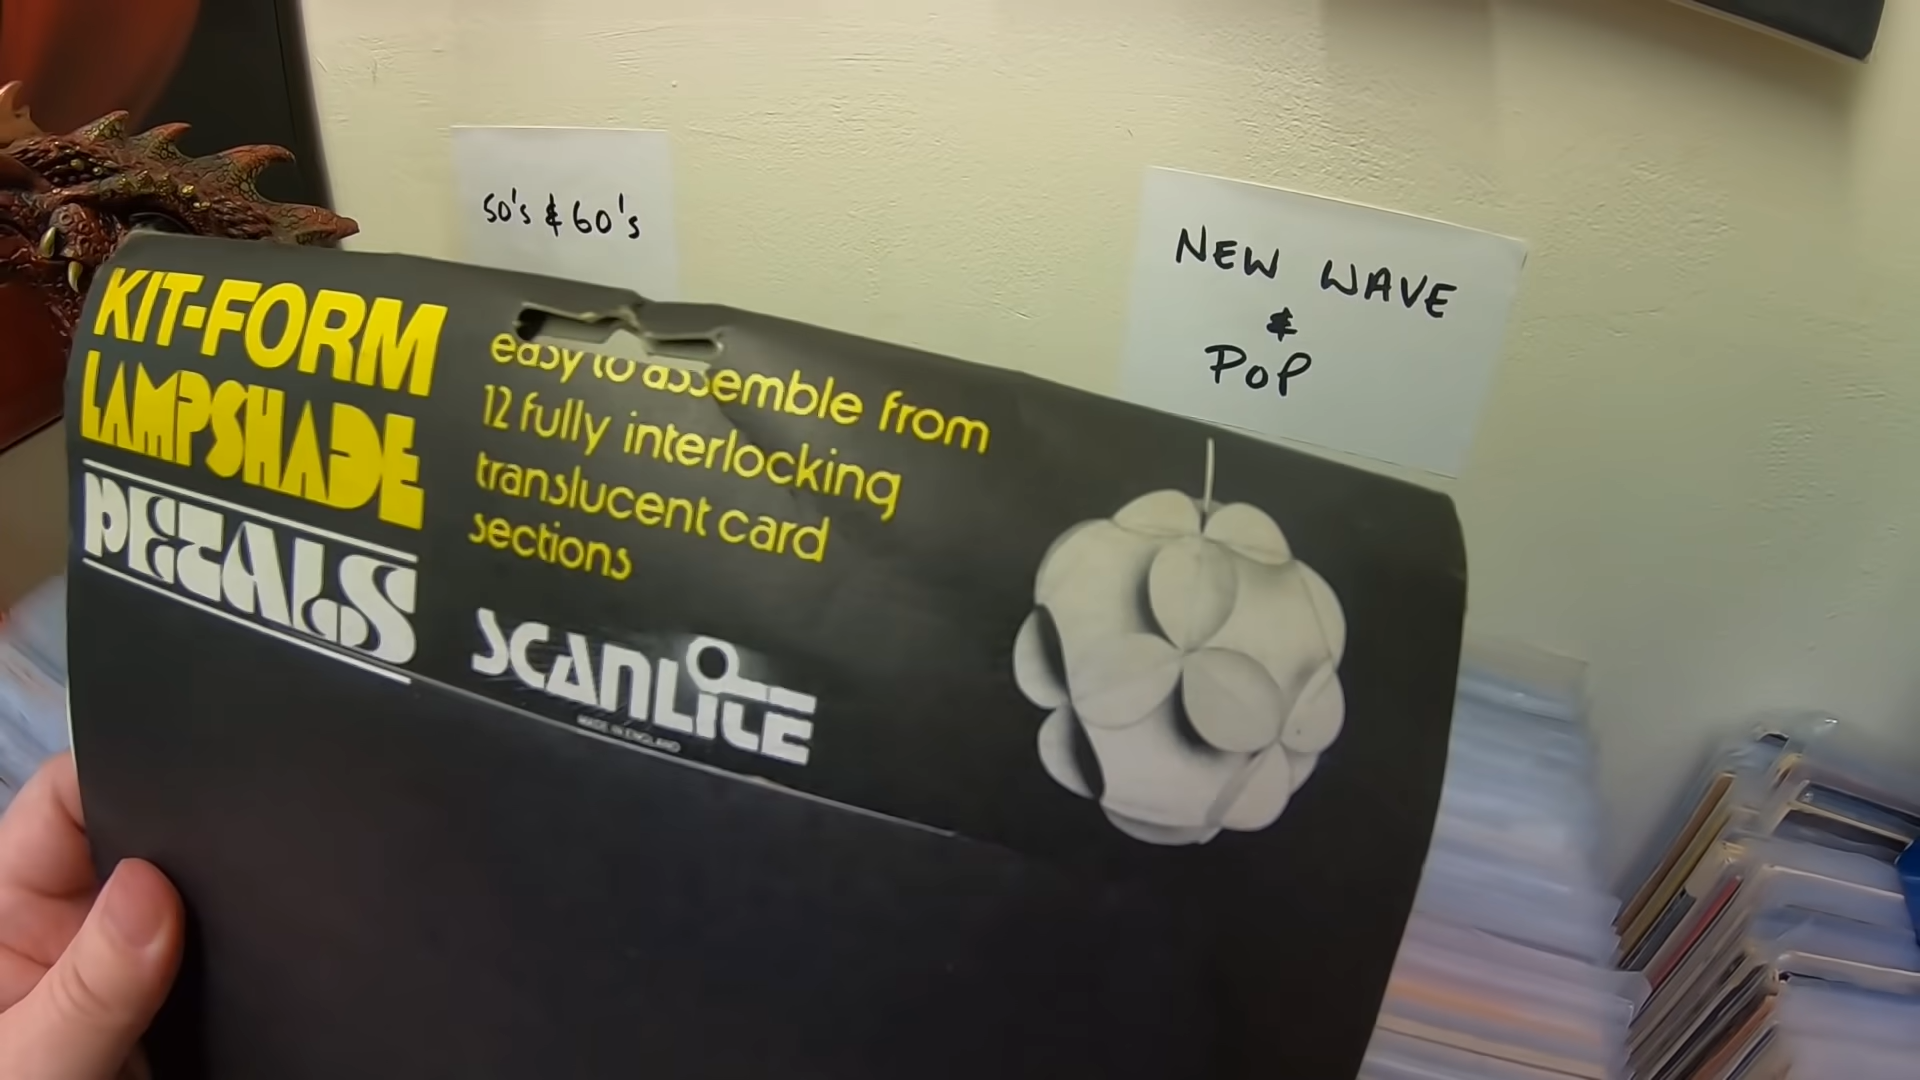 50's & 60's
NEW WAVE
&
POP
KIT-FORM
LAMPSHADE
PETALS
easy to assemble from
12 fully interlocking
translucent card
sections
SCANLITE
MADE IN ENGLAND